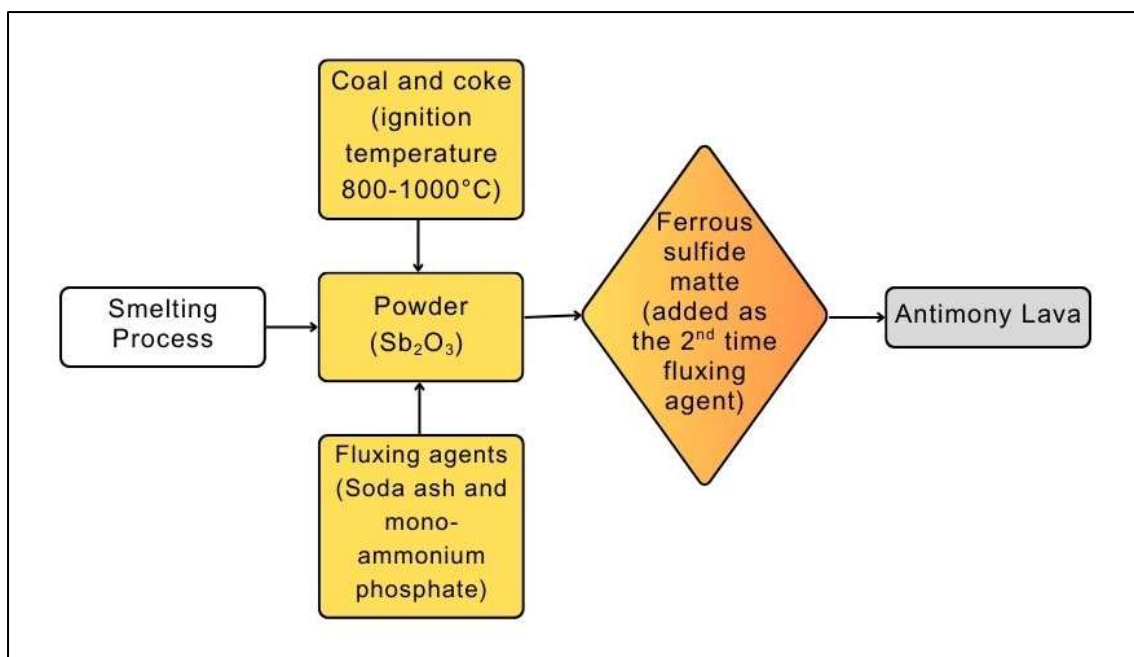 Coal and coke
(ignition
temperature
800-1000°C)
Smelting
Process
Powder
(Sb₂O₃)
Ferrous
sulfide
matte
(added as
the 2ⁿᵈ time
fluxing
agent)
Antimony Lava
Fluxing agents
(Soda ash and
mono-
ammonium
phosphate)